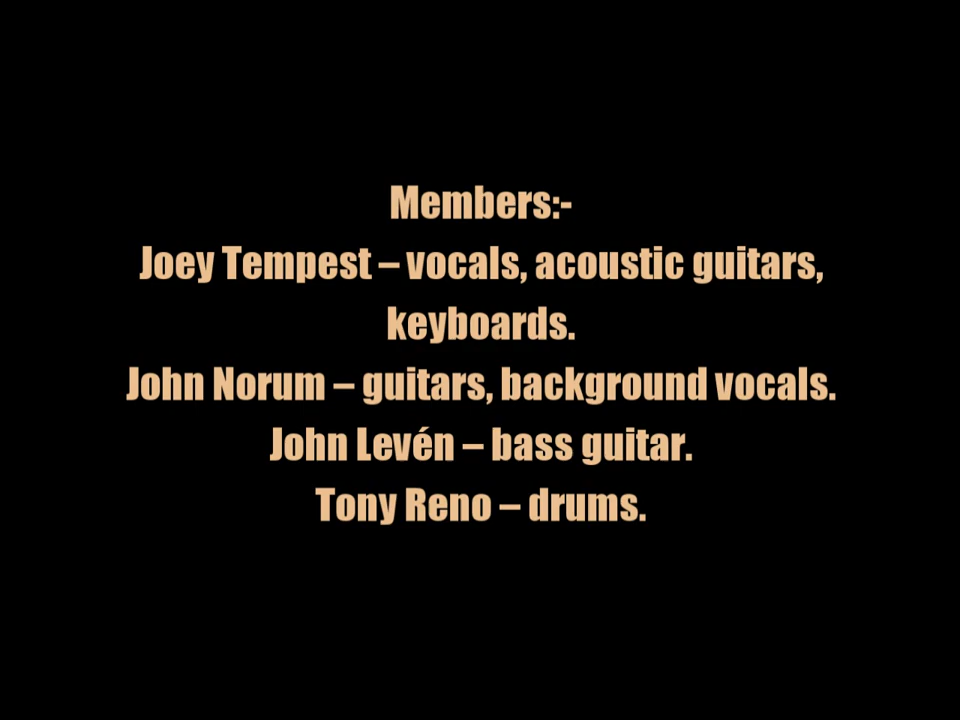 Members:-
Joey Tempest – vocals, acoustic guitars,
keyboards.
John Norum – guitars, background vocals.
John Levén – bass guitar.
Tony Reno – drums.